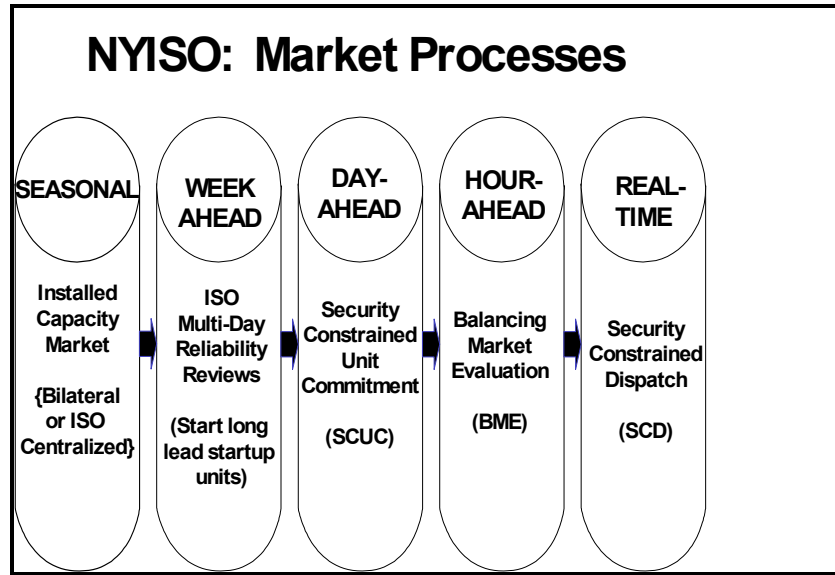 NYISO: Market Processes
SEASONAL
Installed
Capacity
Market
{Bilateral
or ISO
Centralized}
WEEK
AHEAD
ISO
Multi-Day
Reliability
Reviews
(Start long
lead startup
units)
DAY-
AHEAD
Security
Constrained
Unit
Commitment
(SCUC)
HOUR-
AHEAD
Balancing
Market
Evaluation
(BME)
REAL-
TIME
Security
Constrained
Dispatch
(SCD)